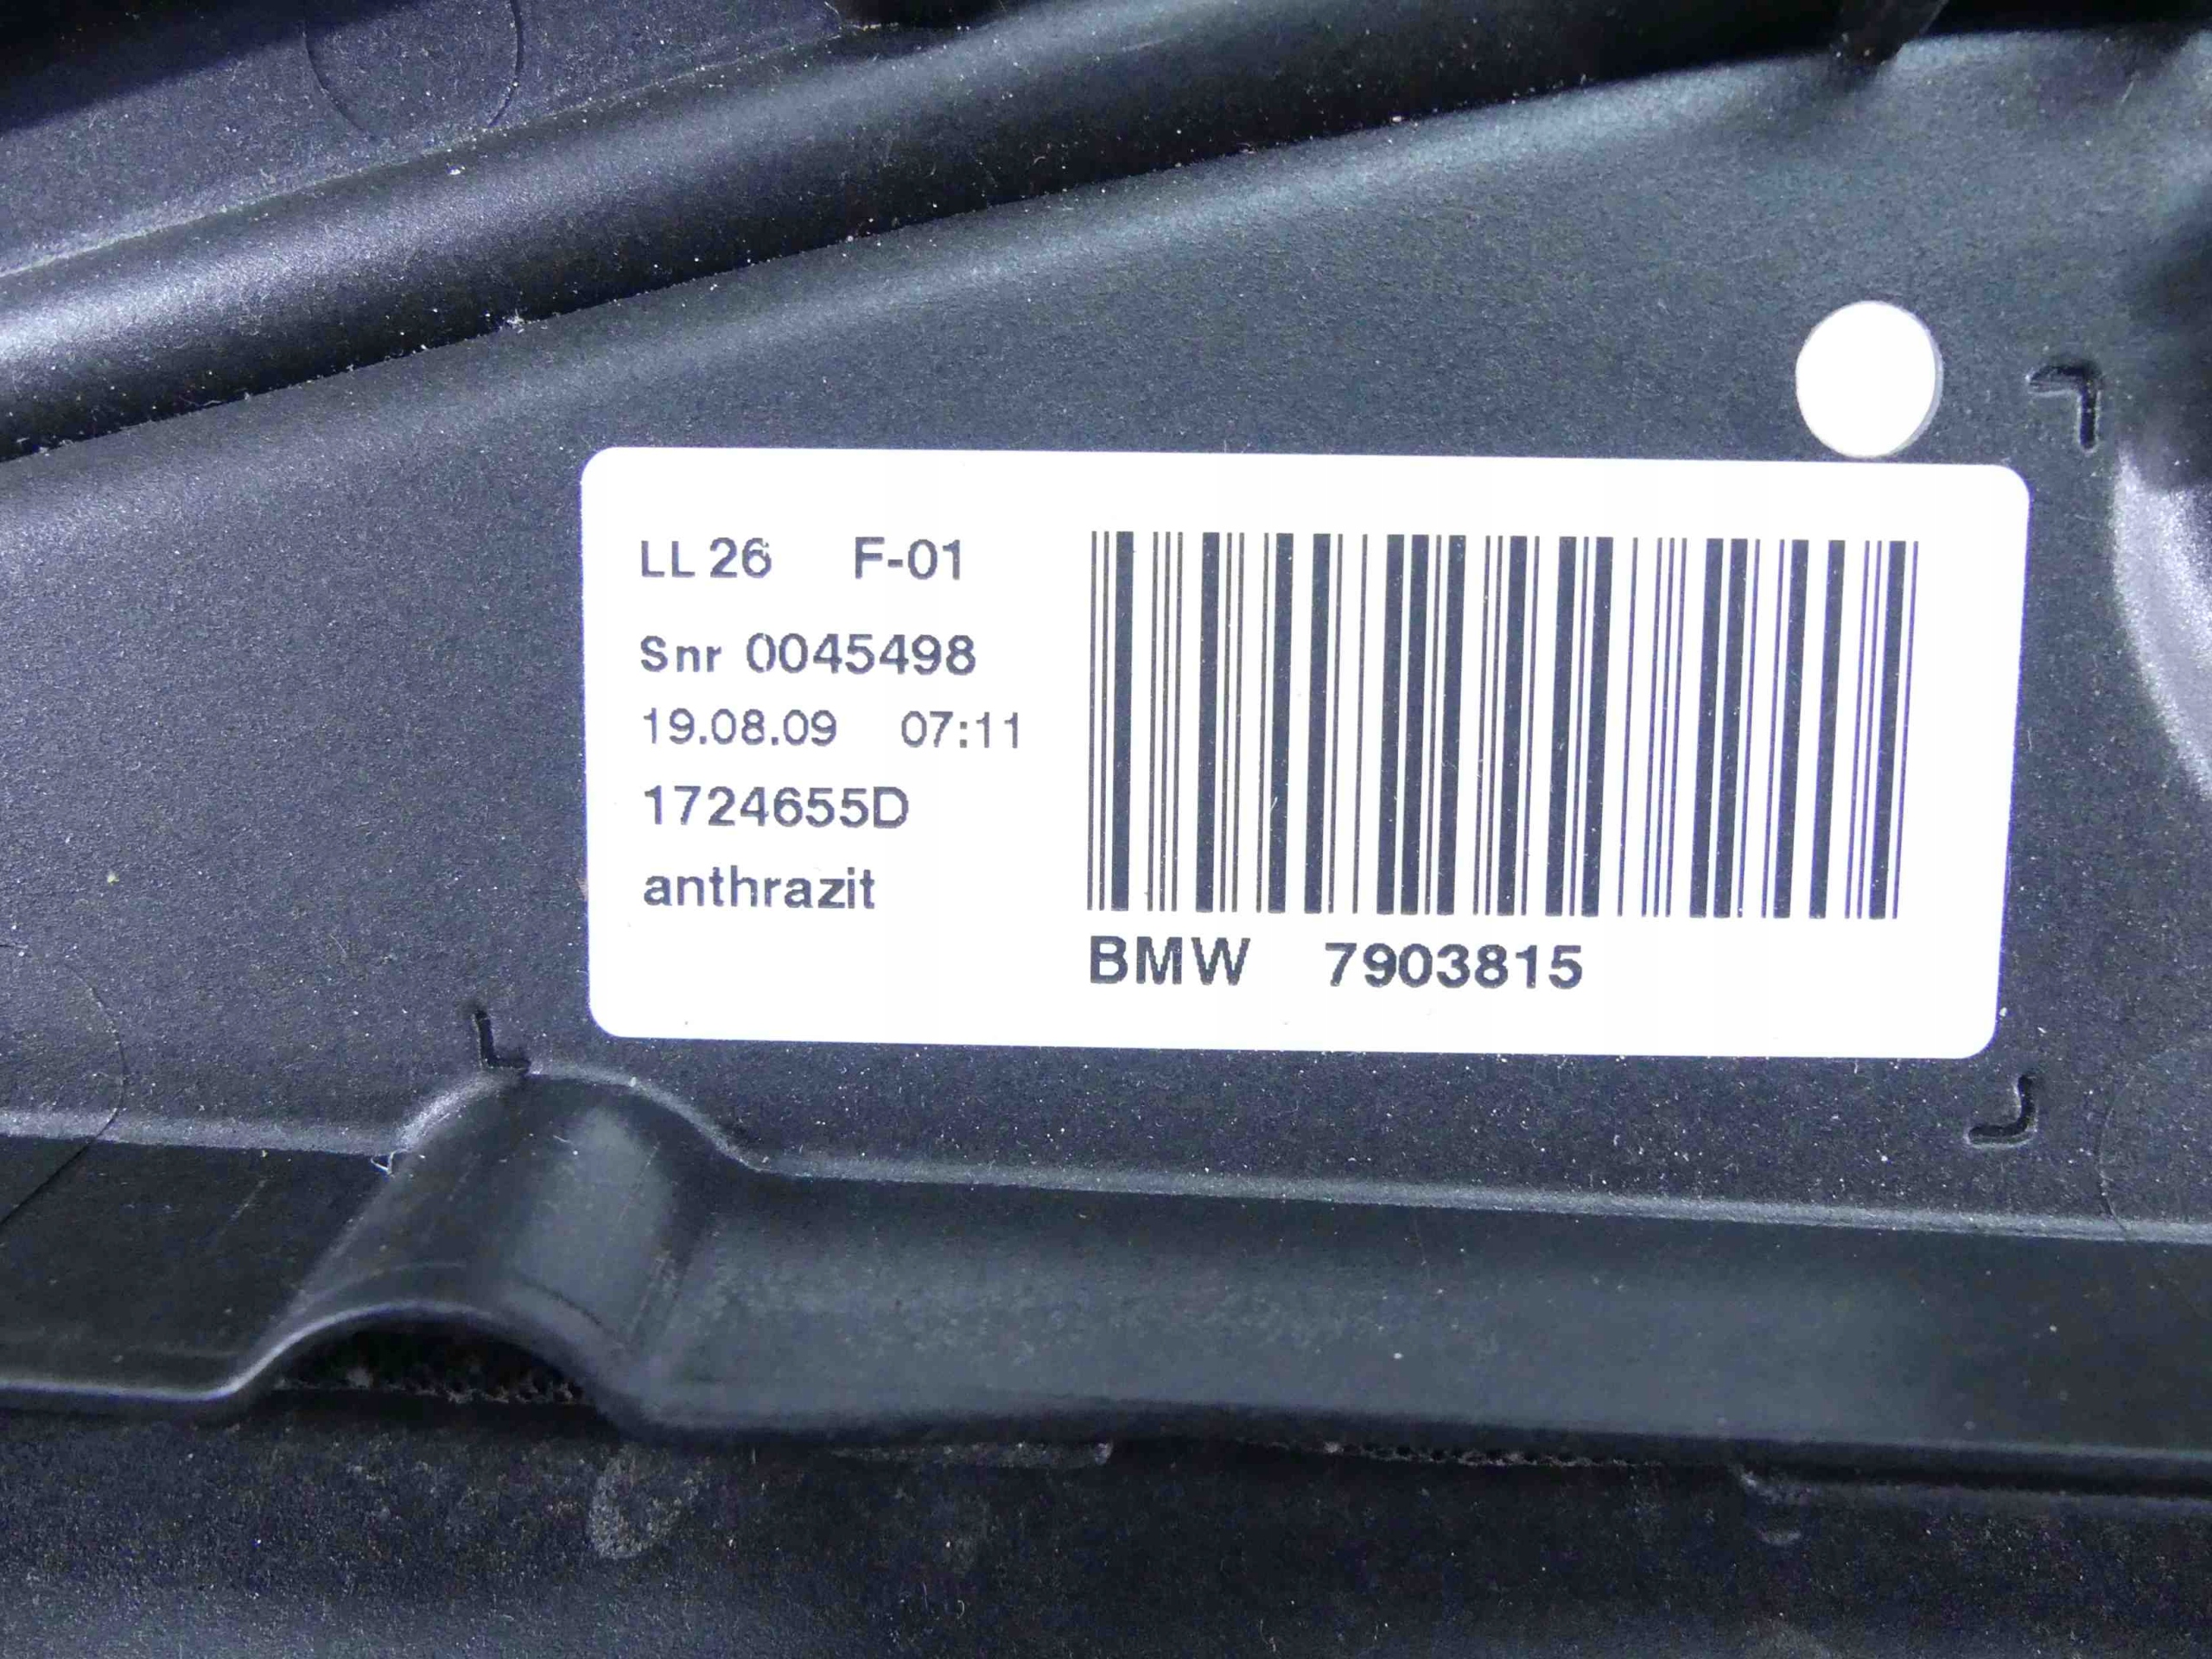 LL 26 F-01
Snr 0045498
19.08.09 07:11
1724655D
anthrazit
BMW 7903815